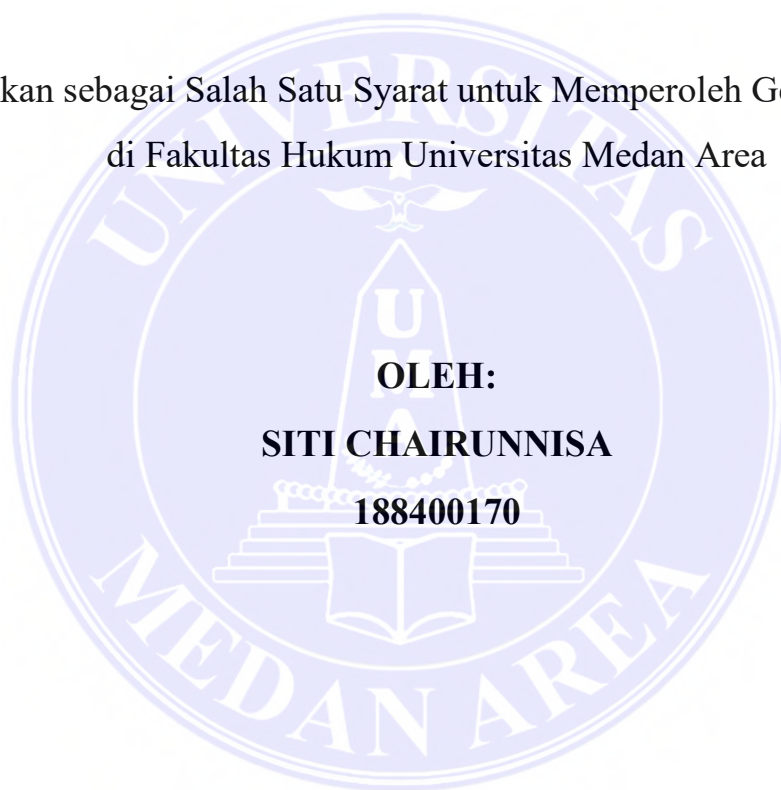 kan sebagai Salah Satu Syarat untuk Memperoleh
di Fakultas Hukum Universitas Medan Area
UNIVERSITAS
UMA
OLEH:
SITI CHAIRUNNISA
188400170
MEDAN AREA